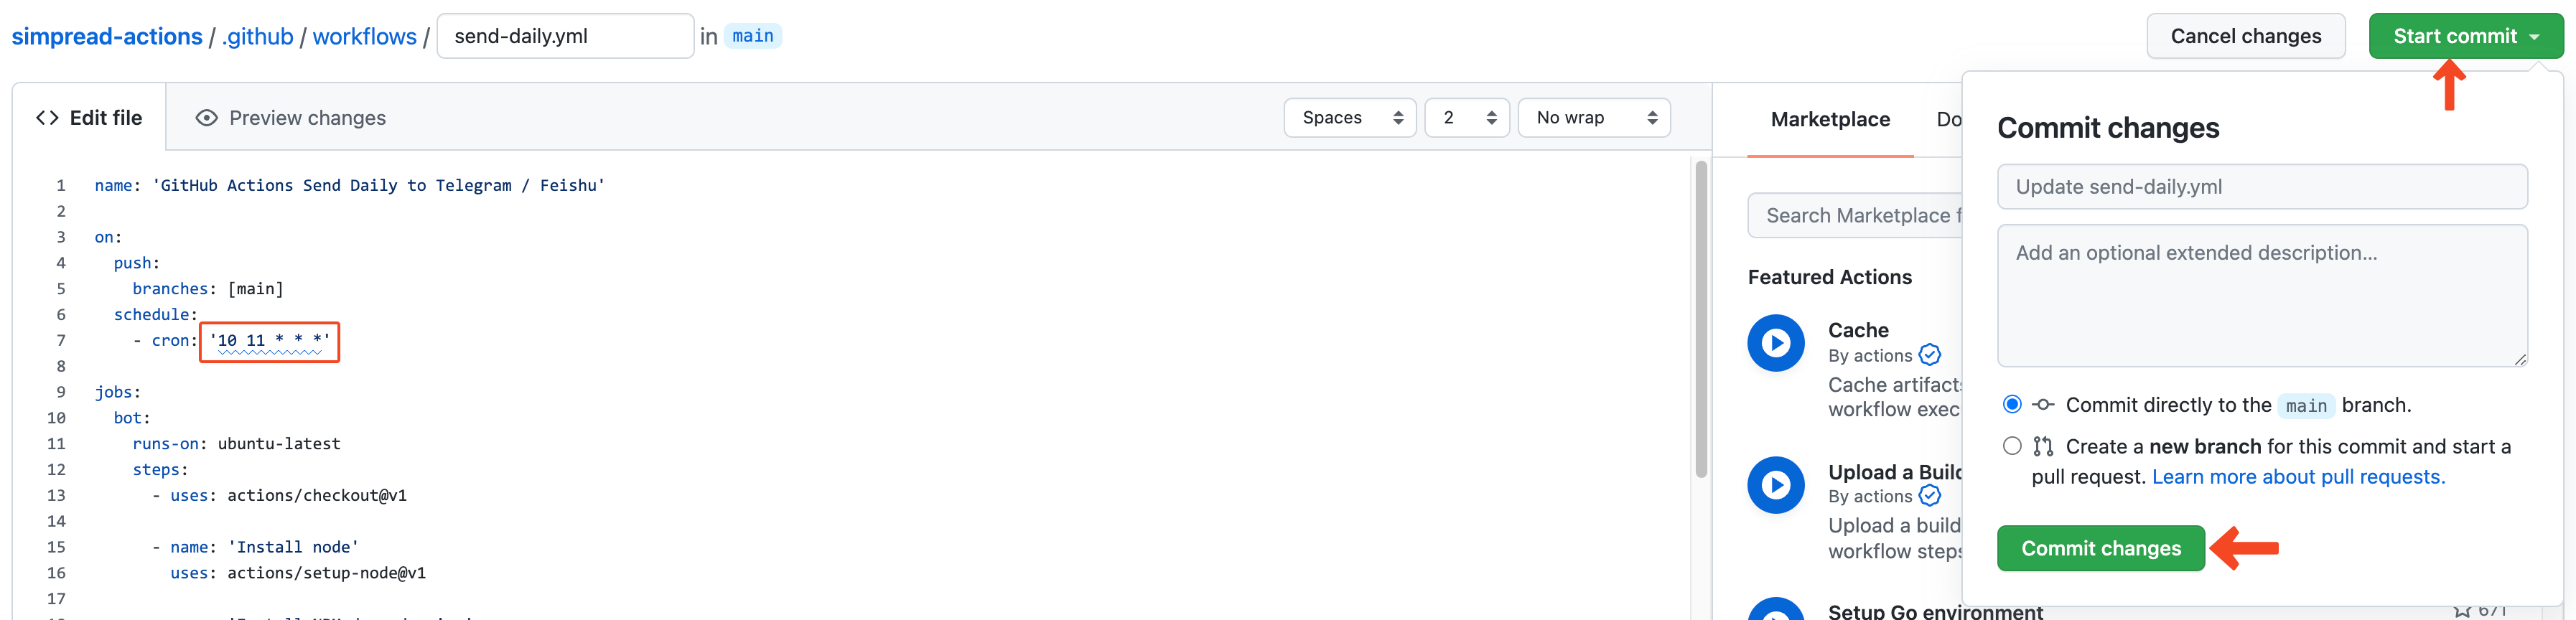 simpread-actions / .github / workflows / send-daily.yml in main
Cancel changes
Start commit
Edit file
Preview changes
Spaces
2
No wrap
1 name: 'GitHub Actions Send Daily to Telegram / Feishu'
2
3 on:
4 push:
5 branches: [main]
6 schedule:
7 - cron: '10 11 * * *'
8
9 jobs:
10 bot:
11 runs-on: ubuntu-latest
12 steps:
13 - uses: actions/checkout@v1
14
15 - name: 'Install node'
16 uses: actions/setup-node@v1
17
Marketplace
Do
Search Marketplace f
Featured Actions
Cache
By actions
Cache artifacts
workflow exec
Upload a Build
By actions
Upload a build
workflow steps
Setup Go environment
671
Commit changes
Update send-daily.yml
Add an optional extended description...
Commit directly to the main branch.
Create a new branch for this commit and start a
pull request. Learn more about pull requests.
Commit changes